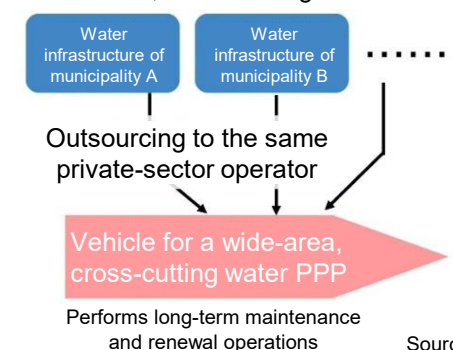 Water
infrastructure of
municipality A
Water
infrastructure of
municipality B
Outsourcing to the same
private-sector operator
Vehicle for a wide-area,
cross-cutting water PPP
Performs long-term maintenance
and renewal operations